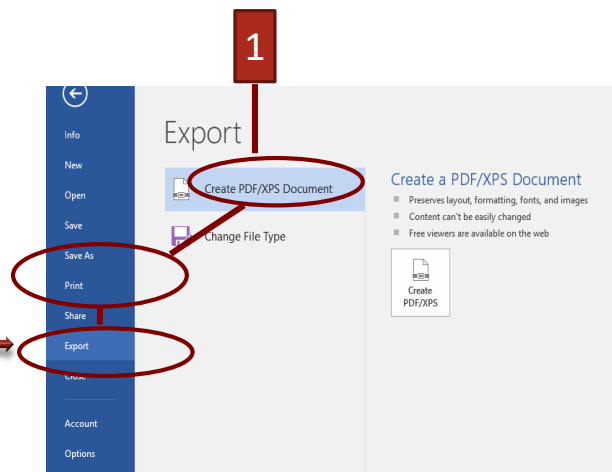 1
Info
New
Open
Save
Save As
Print
Share
Export
Close
Account
Options
Export
Create PDF/XPS Document
Change File Type
Create a PDF/XPS Document
Preserves layout, formatting, fonts, and images
Content can't be easily changed
Free viewers are available on the web
Create
PDF/XPS